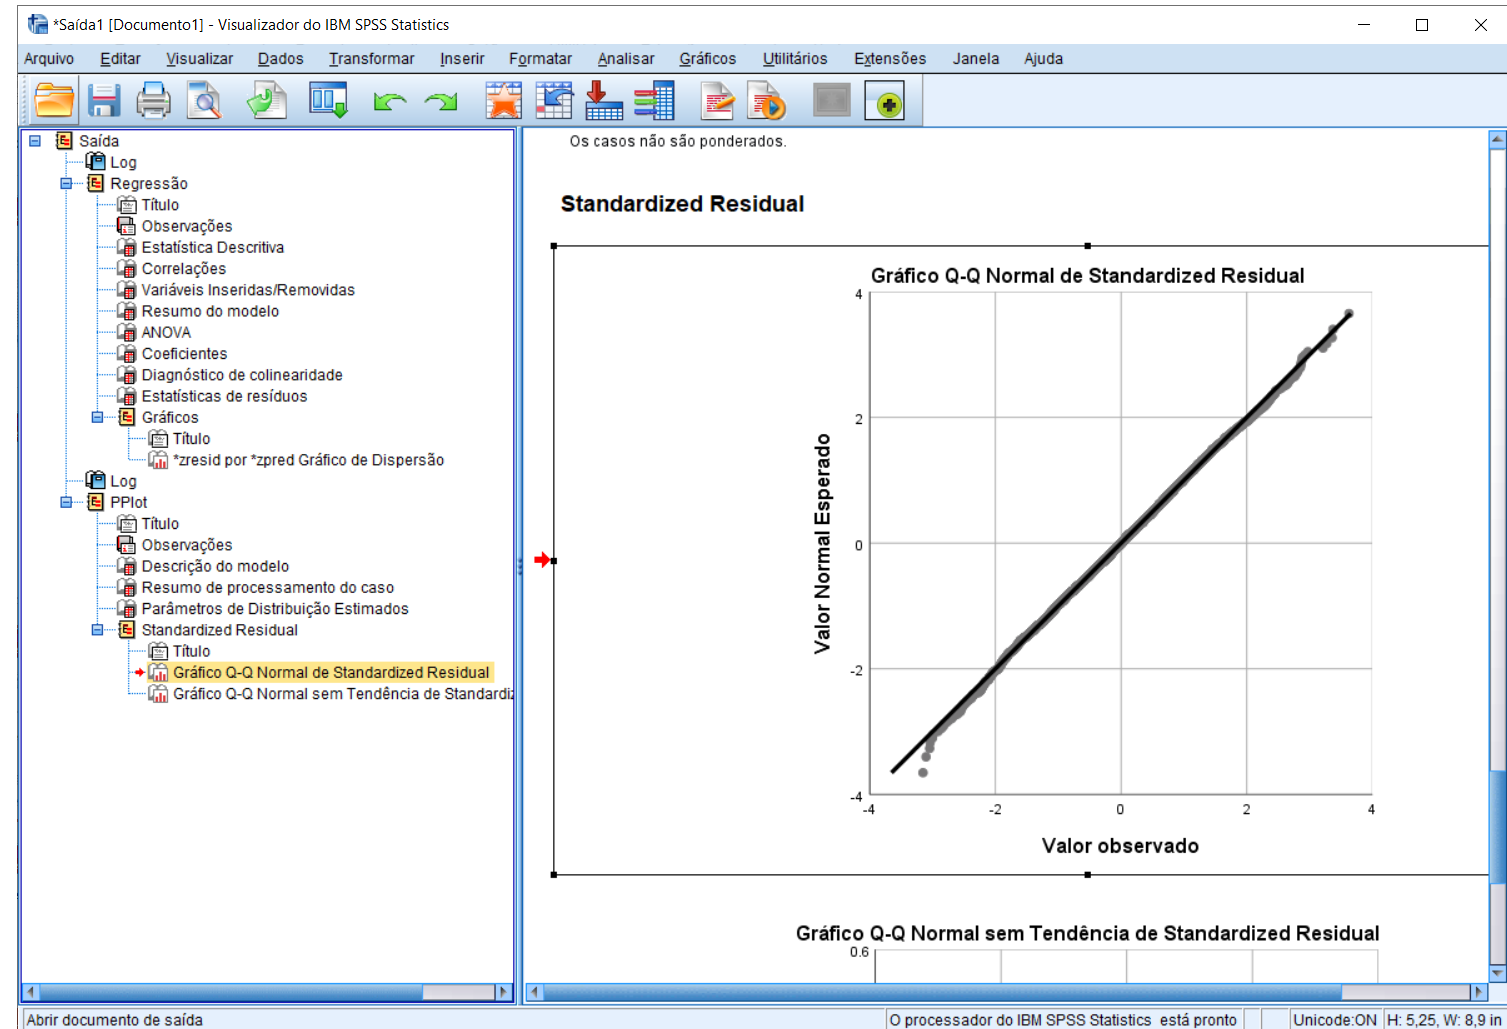 *Saída1 [Documento1] - Visualizador do IBM SPSS Statistics
Arquivo Editar Visualizar Dados Transformar Inserir Formatar Analisar Gráficos Utilitários Extensões Janela Ajuda
Saída
Log
Regressão
Título
Observações
Estatística Descritiva
Correlações
Variáveis Inseridas/Removidas
Resumo do modelo
ANOVA
Coeficientes
Diagnóstico de colinearidade
Estatísticas de resíduos
Gráficos
Título
*zresid por *zpred Gráfico de Dispersão
Log
PPlot
Título
Observações
Descrição do modelo
Resumo de processamento do caso
Parâmetros de Distribuição Estimados
Standardized Residual
Título
Gráfico Q-Q Normal de Standardized Residual
Gráfico Q-Q Normal sem Tendência de Standardiz
Os casos não são ponderados.
Standardized Residual
Gráfico Q-Q Normal de Standardized Residual
4
2
0
-2
-4
Valor Normal Esperado
-4 -2 0 2 4
Valor observado
Gráfico Q-Q Normal sem Tendência de Standardized Residual
0.6
Abrir documento de saída
O processador do IBM SPSS Statistics está pronto
Unicode:ON
H: 5,25, W: 8,9 in